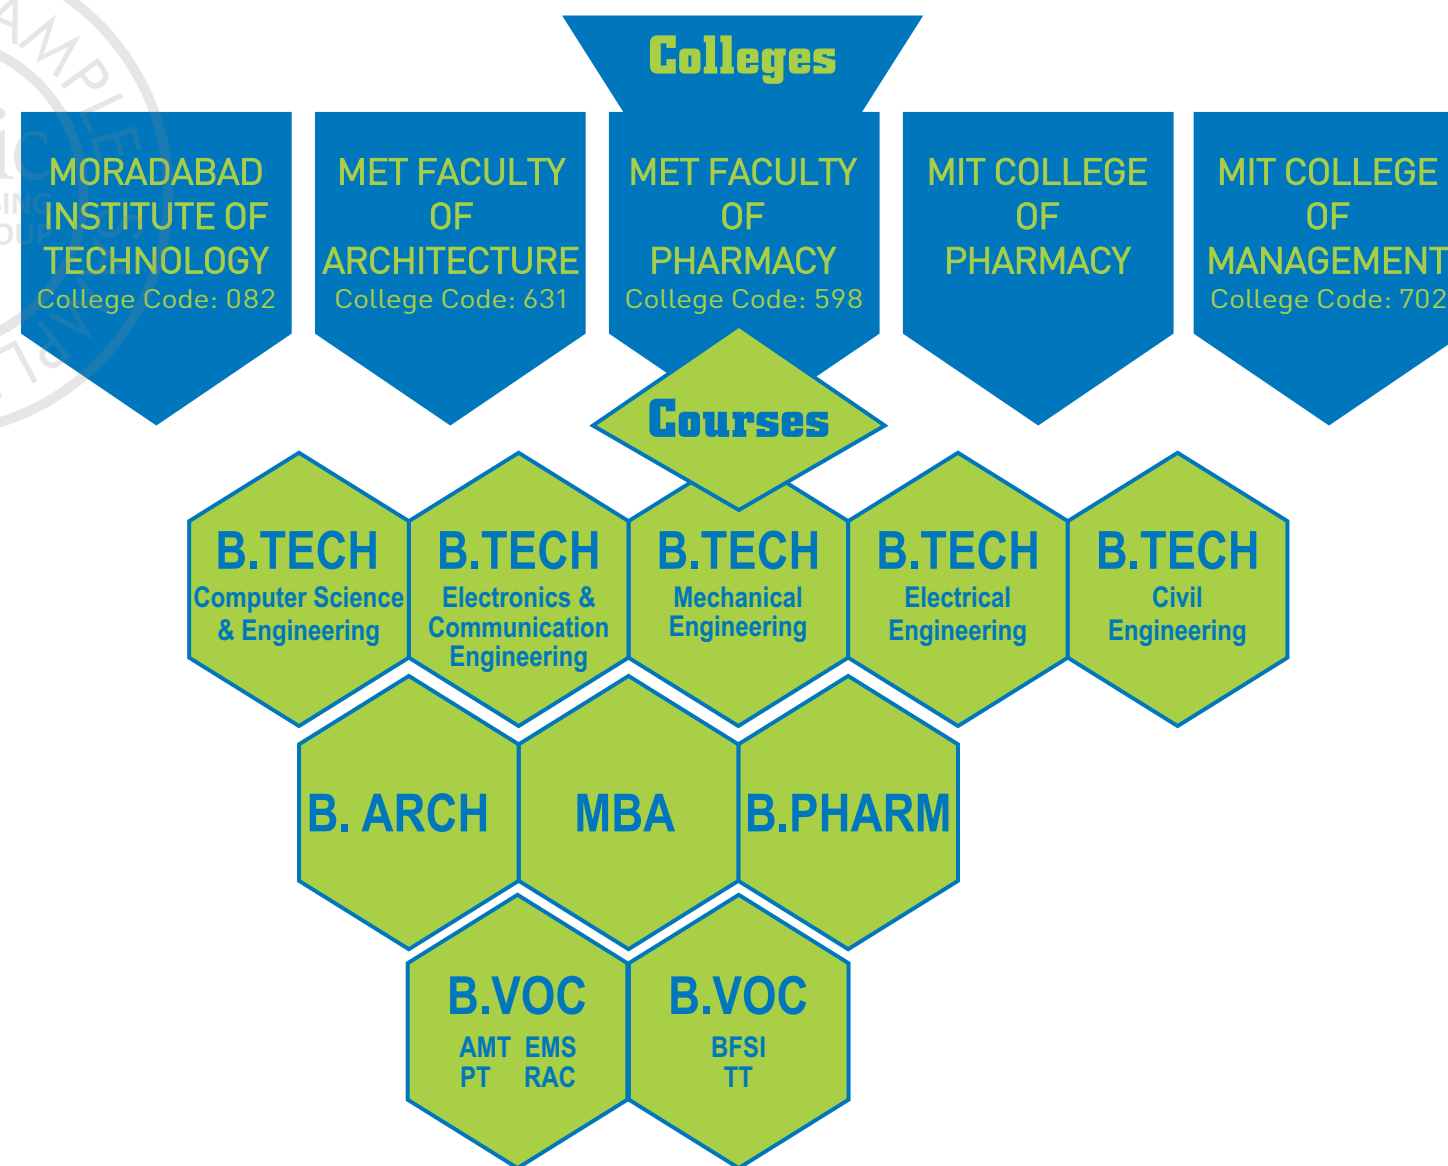 Colleges
MORADABAD
INSTITUTE OF
TECHNOLOGY
College Code: 082
MET FACULTY
OF
ARCHITECTURE
College Code: 631
MET FACULTY
OF
PHARMACY
College Code: 598
MIT COLLEGE
OF
PHARMACY
MIT COLLEGE
OF
MANAGEMENT
College Code: 702
Courses
B.TECH
Computer Science
& Engineering
B.TECH
Electronics &
Communication
Engineering
B.TECH
Mechanical
Engineering
B.TECH
Electrical
Engineering
B.TECH
Civil
Engineering
B. ARCH
MBA
B.PHARM
B.VOC
AMT EMS
PT RAC
B.VOC
BFSI
TT